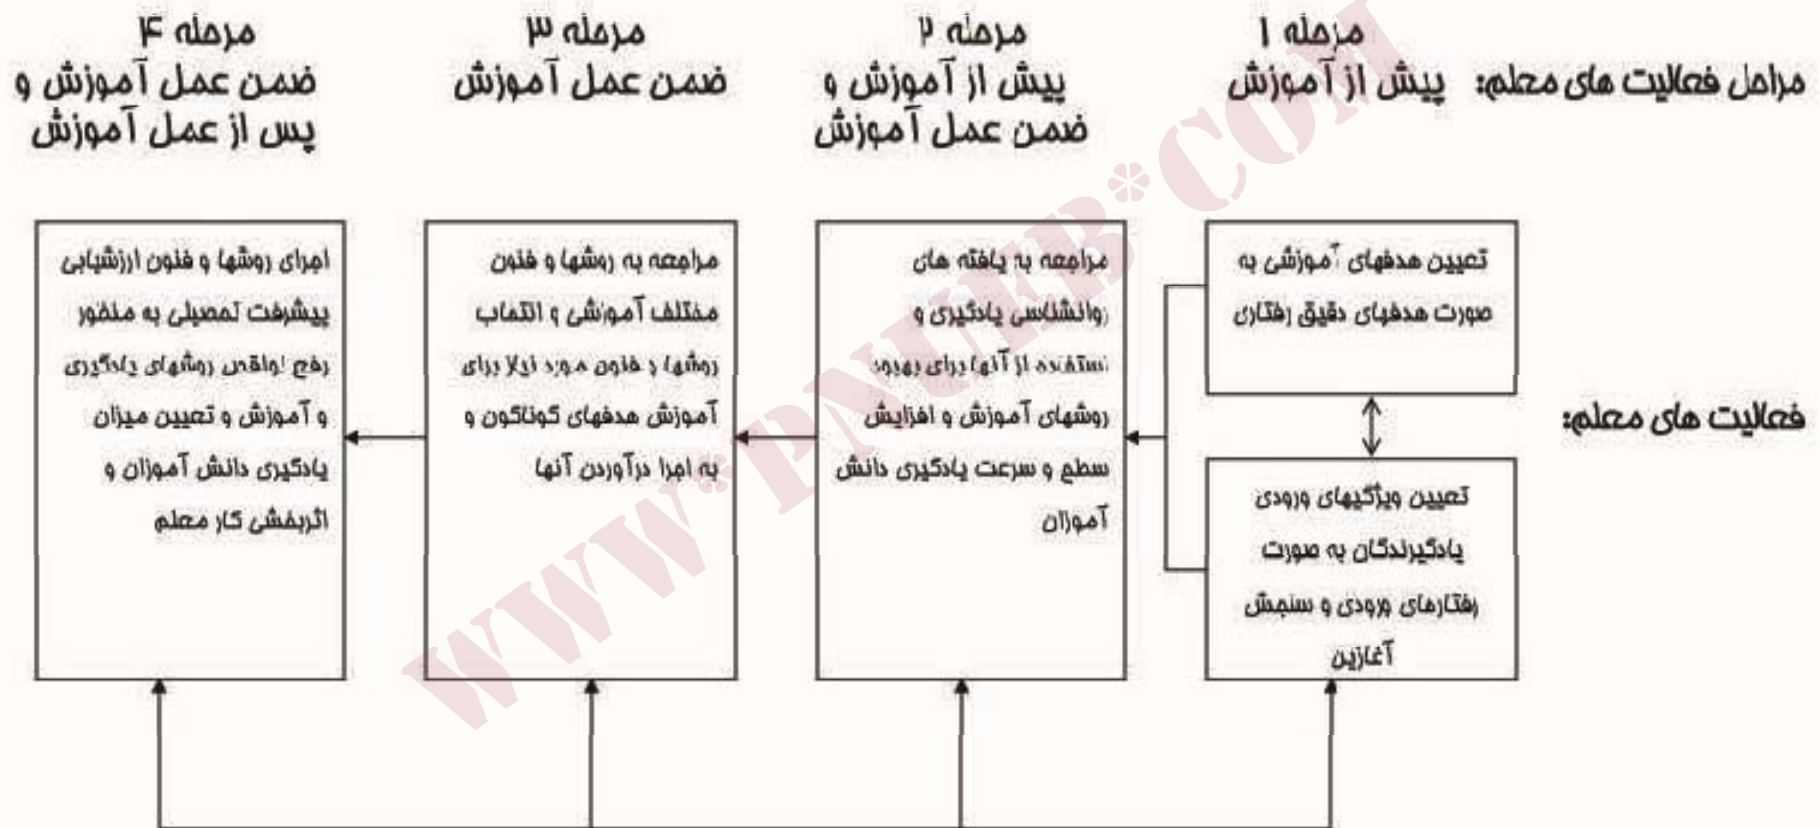 مراحل فعالیت های معلم:
مرحله ۱
پیش از آموزش
مرحله ۲
پیش از آموزش و
ضمن عمل آموزش
مرحله ۳
ضمن عمل آموزش
مرحله ۴
ضمن عمل آموزش و
پس از عمل آموزش
فعالیت های معلم:
تعیین هدفهای آموزشی به
صورت هدفهای دقیق رفتاری
تعیین ویژگیهای ورودی
یادگیرندگان به صورت
رفتارهای ورودی و سنجش
آغازین
مراجعه به یافته های
روانشناسی یادگیری و
استفاده از آنها برای بهبود
روشهای آموزش و افزایش
سطح و سرعت یادگیری دانش
آموزان
مراجعه به روشها و فنون
مختلف آموزشی و انتخاب
روشها و فنون مورد نیاز برای
آموزش هدفهای گوناگون و
به اجرا درآوردن آنها
اجرای روشها و فنون ارزشیابی
پیشرفت تحصیلی به منظور
رفع نواقص روشهای یادگیری
و آموزش و تعیین میزان
یادگیری دانش آموزان و
اثربخشی کار معلم
WWW*PNUEB*COM